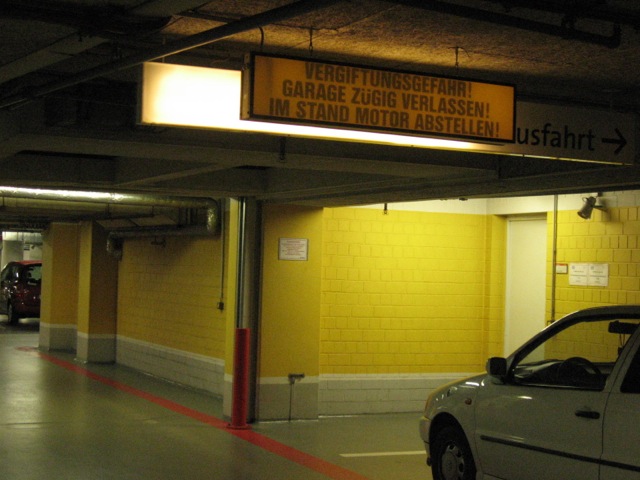 VERGIFTUNGSGEFAHR!
GARAGE ZÜGIG VERLASSEN!
IM STAND MOTOR ABSTELLEN!
usfahrt →